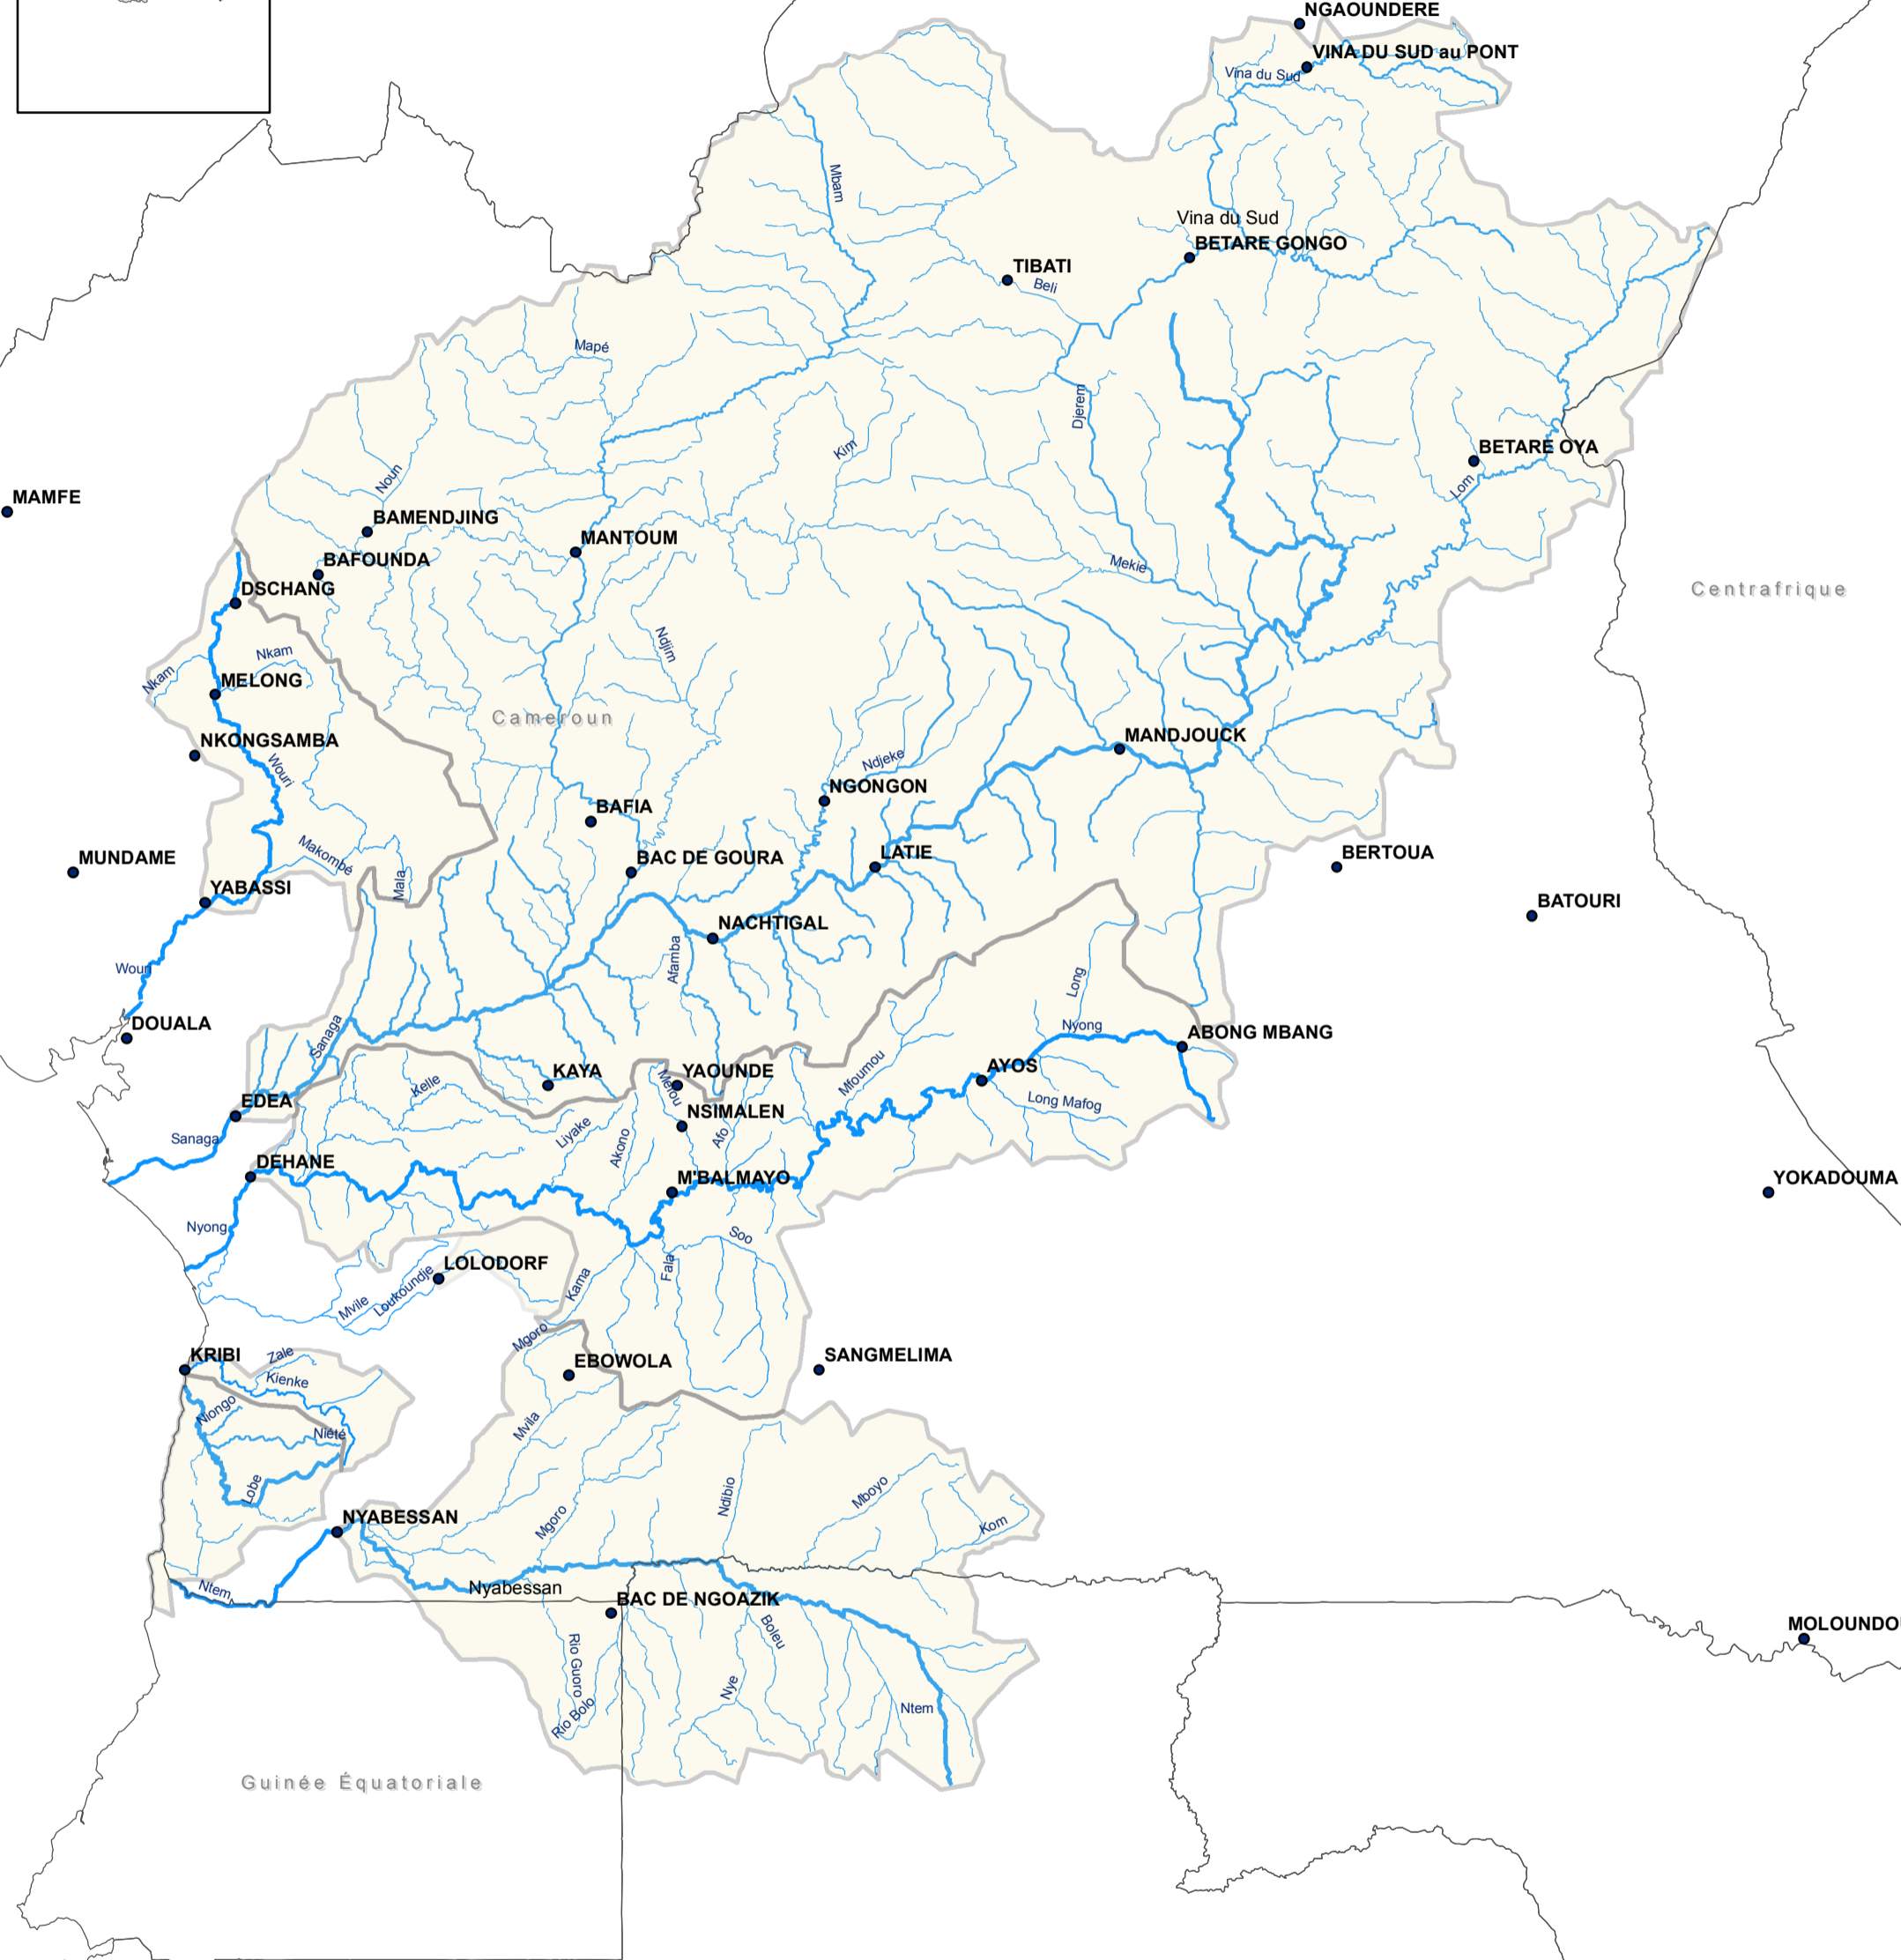 NGAOUNDERE
VINA DU SUD au PONT
Vina du Sud
Mbam
Vina du Sud
BETARE GONGO
TIBATI
Beli
Mapé
Djerem
Kim
BETARE OYA
Lom
Noun
MAMFE
BAMENDJING
MANTOUM
BAFOUNDA
Mekie
DSCHANG
Centrafrique
Nkam
Ndjim
Nkam
MELONG
Cameroun
NKONGSAMBA
MANDJOUCK
Wouri
Ndjeke
NGONGON
BAFIA
MUNDAME
Makombé
BAC DE GOURA
LATIE
BERTOUA
Mala
YABASSI
BATOURI
NACHTIGAL
Afamba
Wouri
Long
DOUALA
Sanaga
Nyong
ABONG MBANG
KAYA
YAOUNDE
Mfoumou
AYOS
Kelle
Mefou
EDEA
NSIMALEN
Long Mafog
Sanaga
Liyake
Akono
Afo
DEHANE
M'BALMAYO
YOKADOUMA
Nyong
Soo
LOLODORF
Fala
Kama
Mvile
Loukoundje
Mgoro
KRIBI
Zale
EBOWOLA
SANGMELIMA
Kienke
Niongo
Niété
Mvila
Lobe
Ndibio
Mboyo
NYABESSAN
Mgoro
Kom
Ntem
Nyabessan
BAC DE NGOAZIK
Boleu
MOLOUNDOU
Rio Guoro
Nye
Rio Bolo
Ntem
Guinée Équatoriale